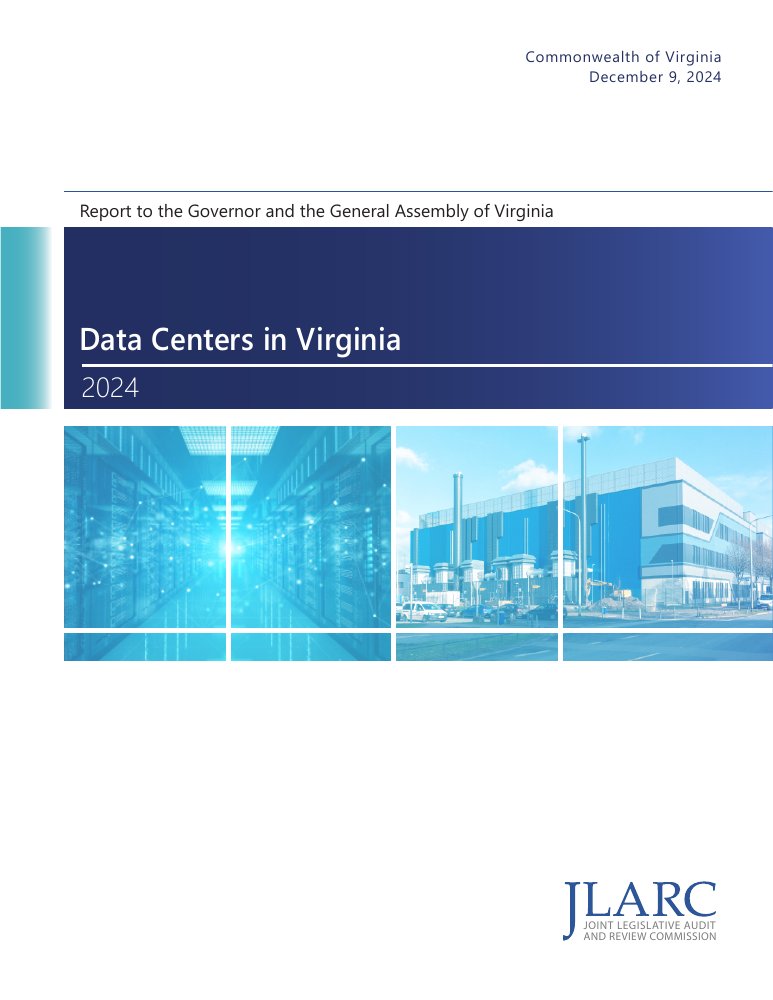 Commonwealth of Virginia
December 9, 2024
Report to the Governor and the General Assembly of Virginia
Data Centers in Virginia
2024
JLARC
JOINT LEGISLATIVE AUDIT
AND REVIEW COMMISSION